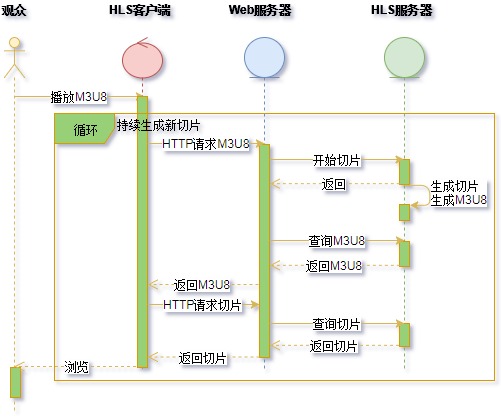 观众 HLS客户端 Web服务器 HLS服务器
播放M3U8
循环 持续生成新切片
HTTP请求M3U8
开始切片
返回
生成切片
生成M3U8
查询M3U8
返回M3U8
返回M3U8
HTTP请求切片
查询切片
返回切片
返回切片
浏览